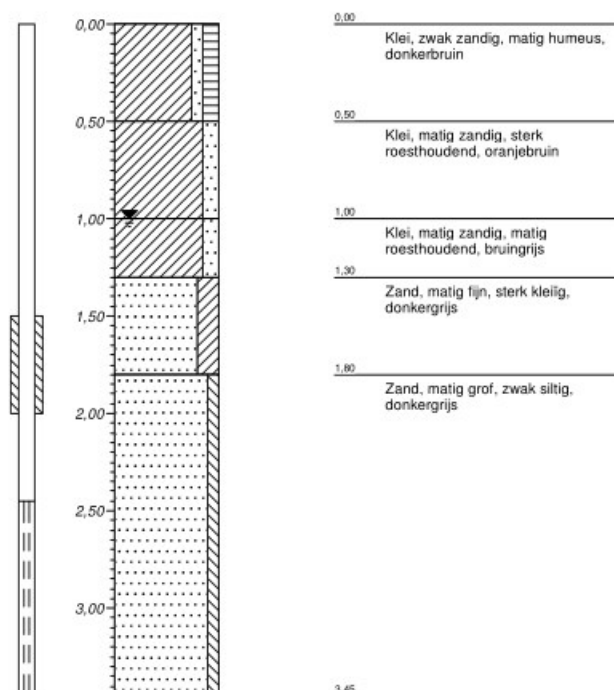 0,00
0,00
Klei, zwak zandig, matig humeus,
donkerbruin
0,50
0,50
Klei, matig zandig, sterk
roesthoudend, oranjebruin
1,00
1,00
Klei, matig zandig, matig
roesthoudend, bruingrijs
1,30
Zand, matig fijn, sterk kleiïg,
donkergrijs
1,50
1,80
Zand, matig grof, zwak siltig,
donkergrijs
2,00
2,50
3,00
3,45